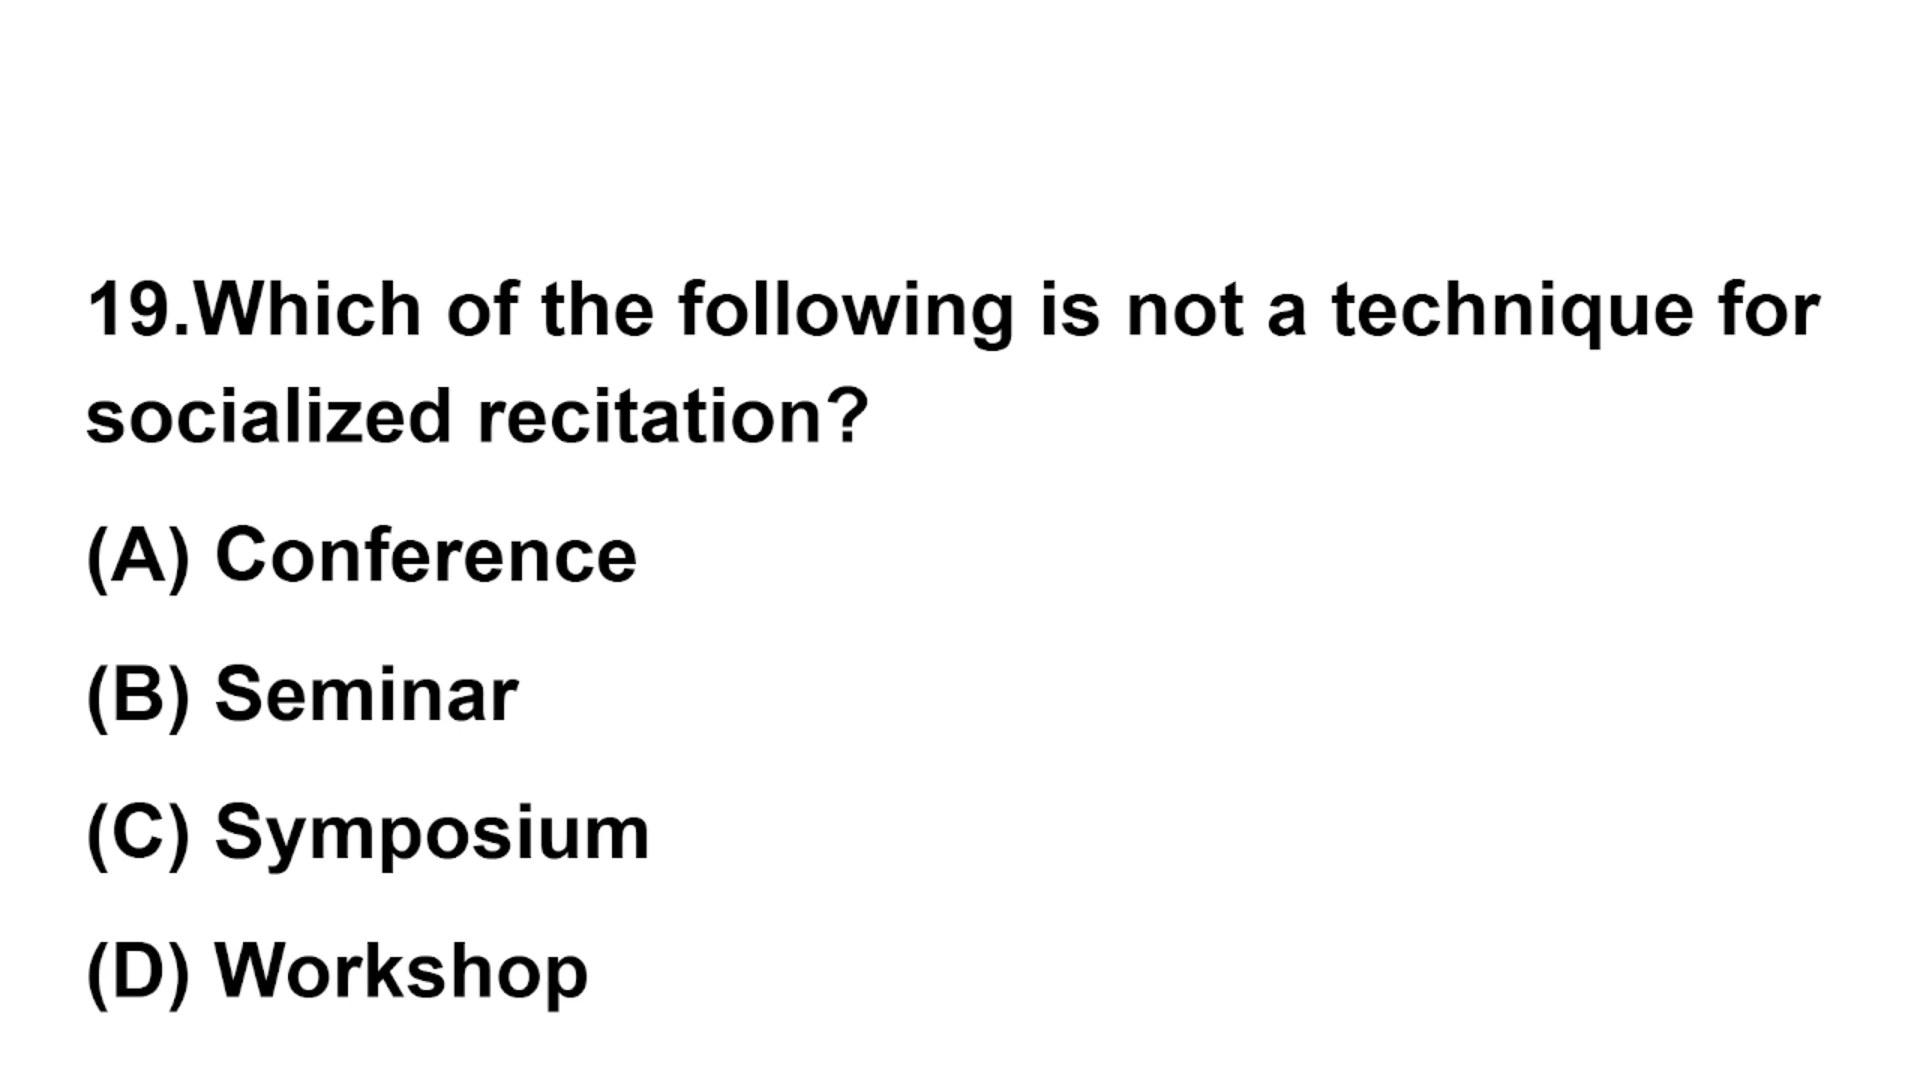 19.Which of the following is not a technique for
socialized recitation?
(A) Conference
(B) Seminar
(C) Symposium
(D) Workshop